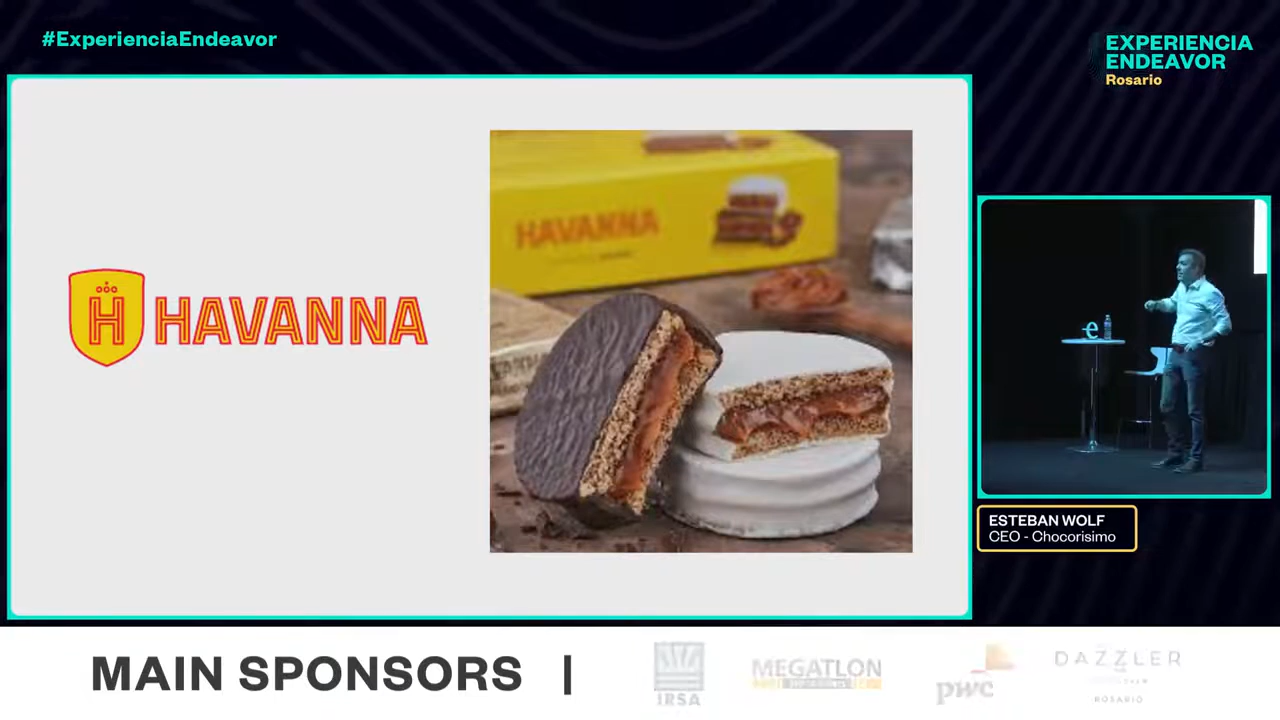 #ExperienciaEndeavor
EXPERIENCIA
ENDEAVOR
Rosario
HAVANNA
H HAVANNA
e
ESTEBAN WOLF
CEO - Chocorisimo
MAIN SPONSORS |
IRSA
MEGATLON
pwc
DAZZLER
ROSARIO